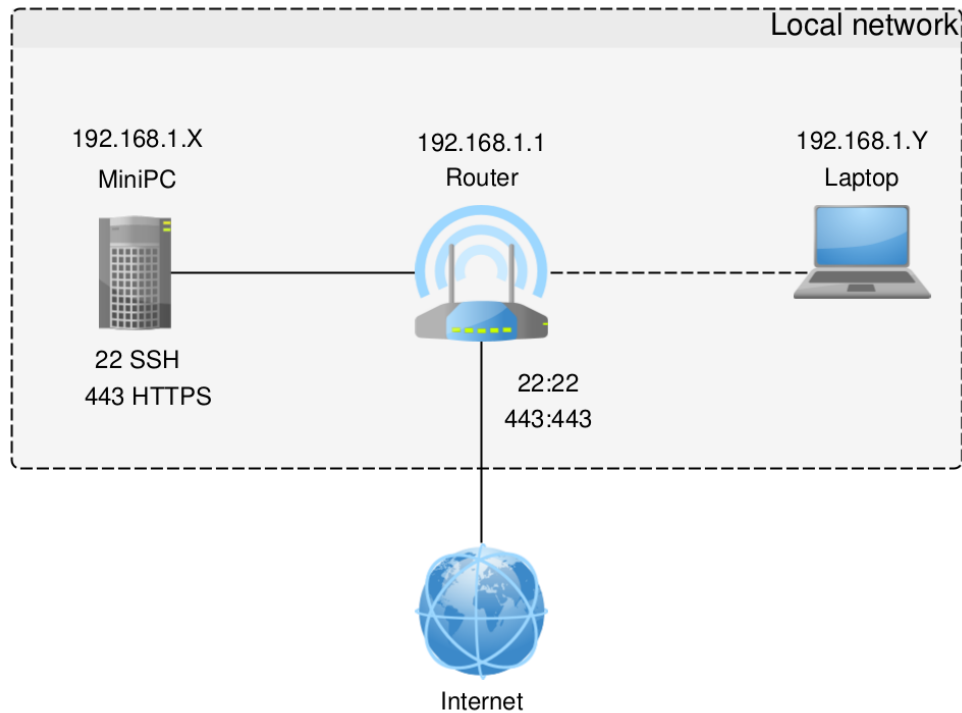 Local network
192.168.1.X
MiniPC
192.168.1.1
Router
192.168.1.Y
Laptop
22 SSH
443 HTTPS
22:22
443:443
Internet